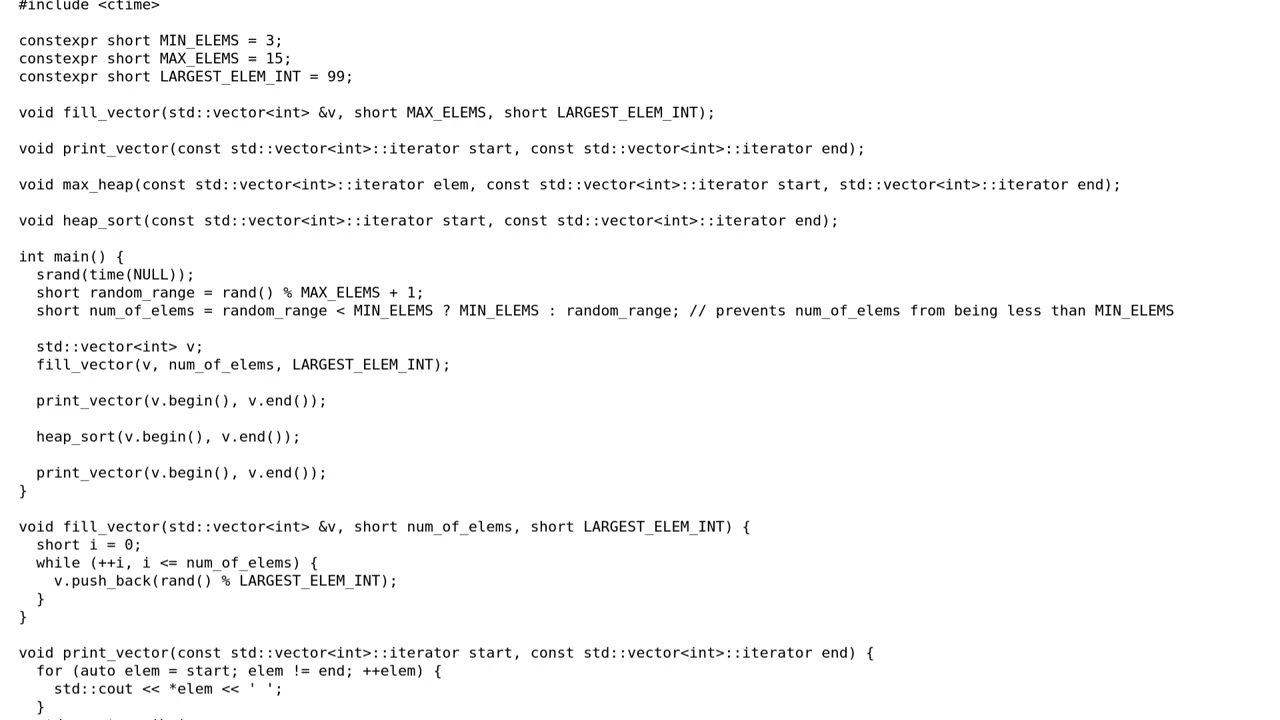 #include <ctime>
constexpr short MIN_ELEMS = 3;
constexpr short MAX_ELEMS = 15;
constexpr short LARGEST_ELEM_INT = 99;
void fill_vector(std::vector<int> &v, short MAX_ELEMS, short LARGEST_ELEM_INT);
void print_vector(const std::vector<int>::iterator start, const std::vector<int>::iterator end);
void max_heap(const std::vector<int>::iterator elem, const std::vector<int>::iterator start, std::vector<int>::iterator end);
void heap_sort(const std::vector<int>::iterator start, const std::vector<int>::iterator end);
int main() {
  srand(time(NULL));
  short random_range = rand() % MAX_ELEMS + 1;
  short num_of_elems = random_range < MIN_ELEMS ? MIN_ELEMS : random_range; // prevents num_of_elems from being less than MIN_ELEMS
  std::vector<int> v;
  fill_vector(v, num_of_elems, LARGEST_ELEM_INT);
  print_vector(v.begin(), v.end());
  heap_sort(v.begin(), v.end());
  print_vector(v.begin(), v.end());
}
void fill_vector(std::vector<int> &v, short num_of_elems, short LARGEST_ELEM_INT) {
  short i = 0;
  while (++i, i <= num_of_elems) {
    v.push_back(rand() % LARGEST_ELEM_INT);
  }
}
void print_vector(const std::vector<int>::iterator start, const std::vector<int>::iterator end) {
  for (auto elem = start; elem != end; ++elem) {
    std::cout << *elem << ' ';
  }